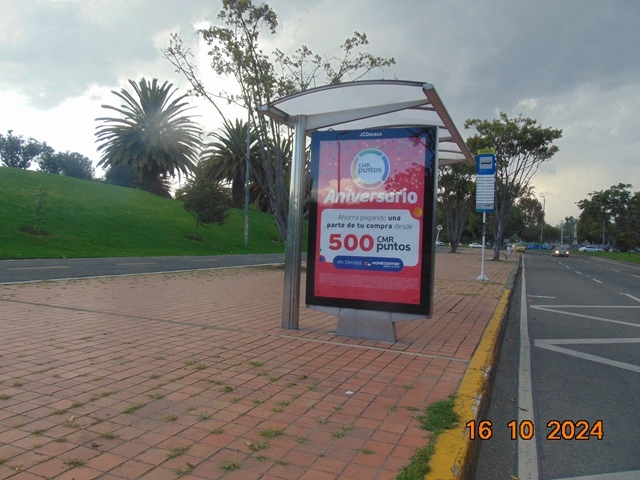 JCDecaux
CMR
puntos
Aniversario
Ahorra pagando una
parte de tu compra desde
500 CMR
puntos
en tiendas HOMECENTER
16 10 2024